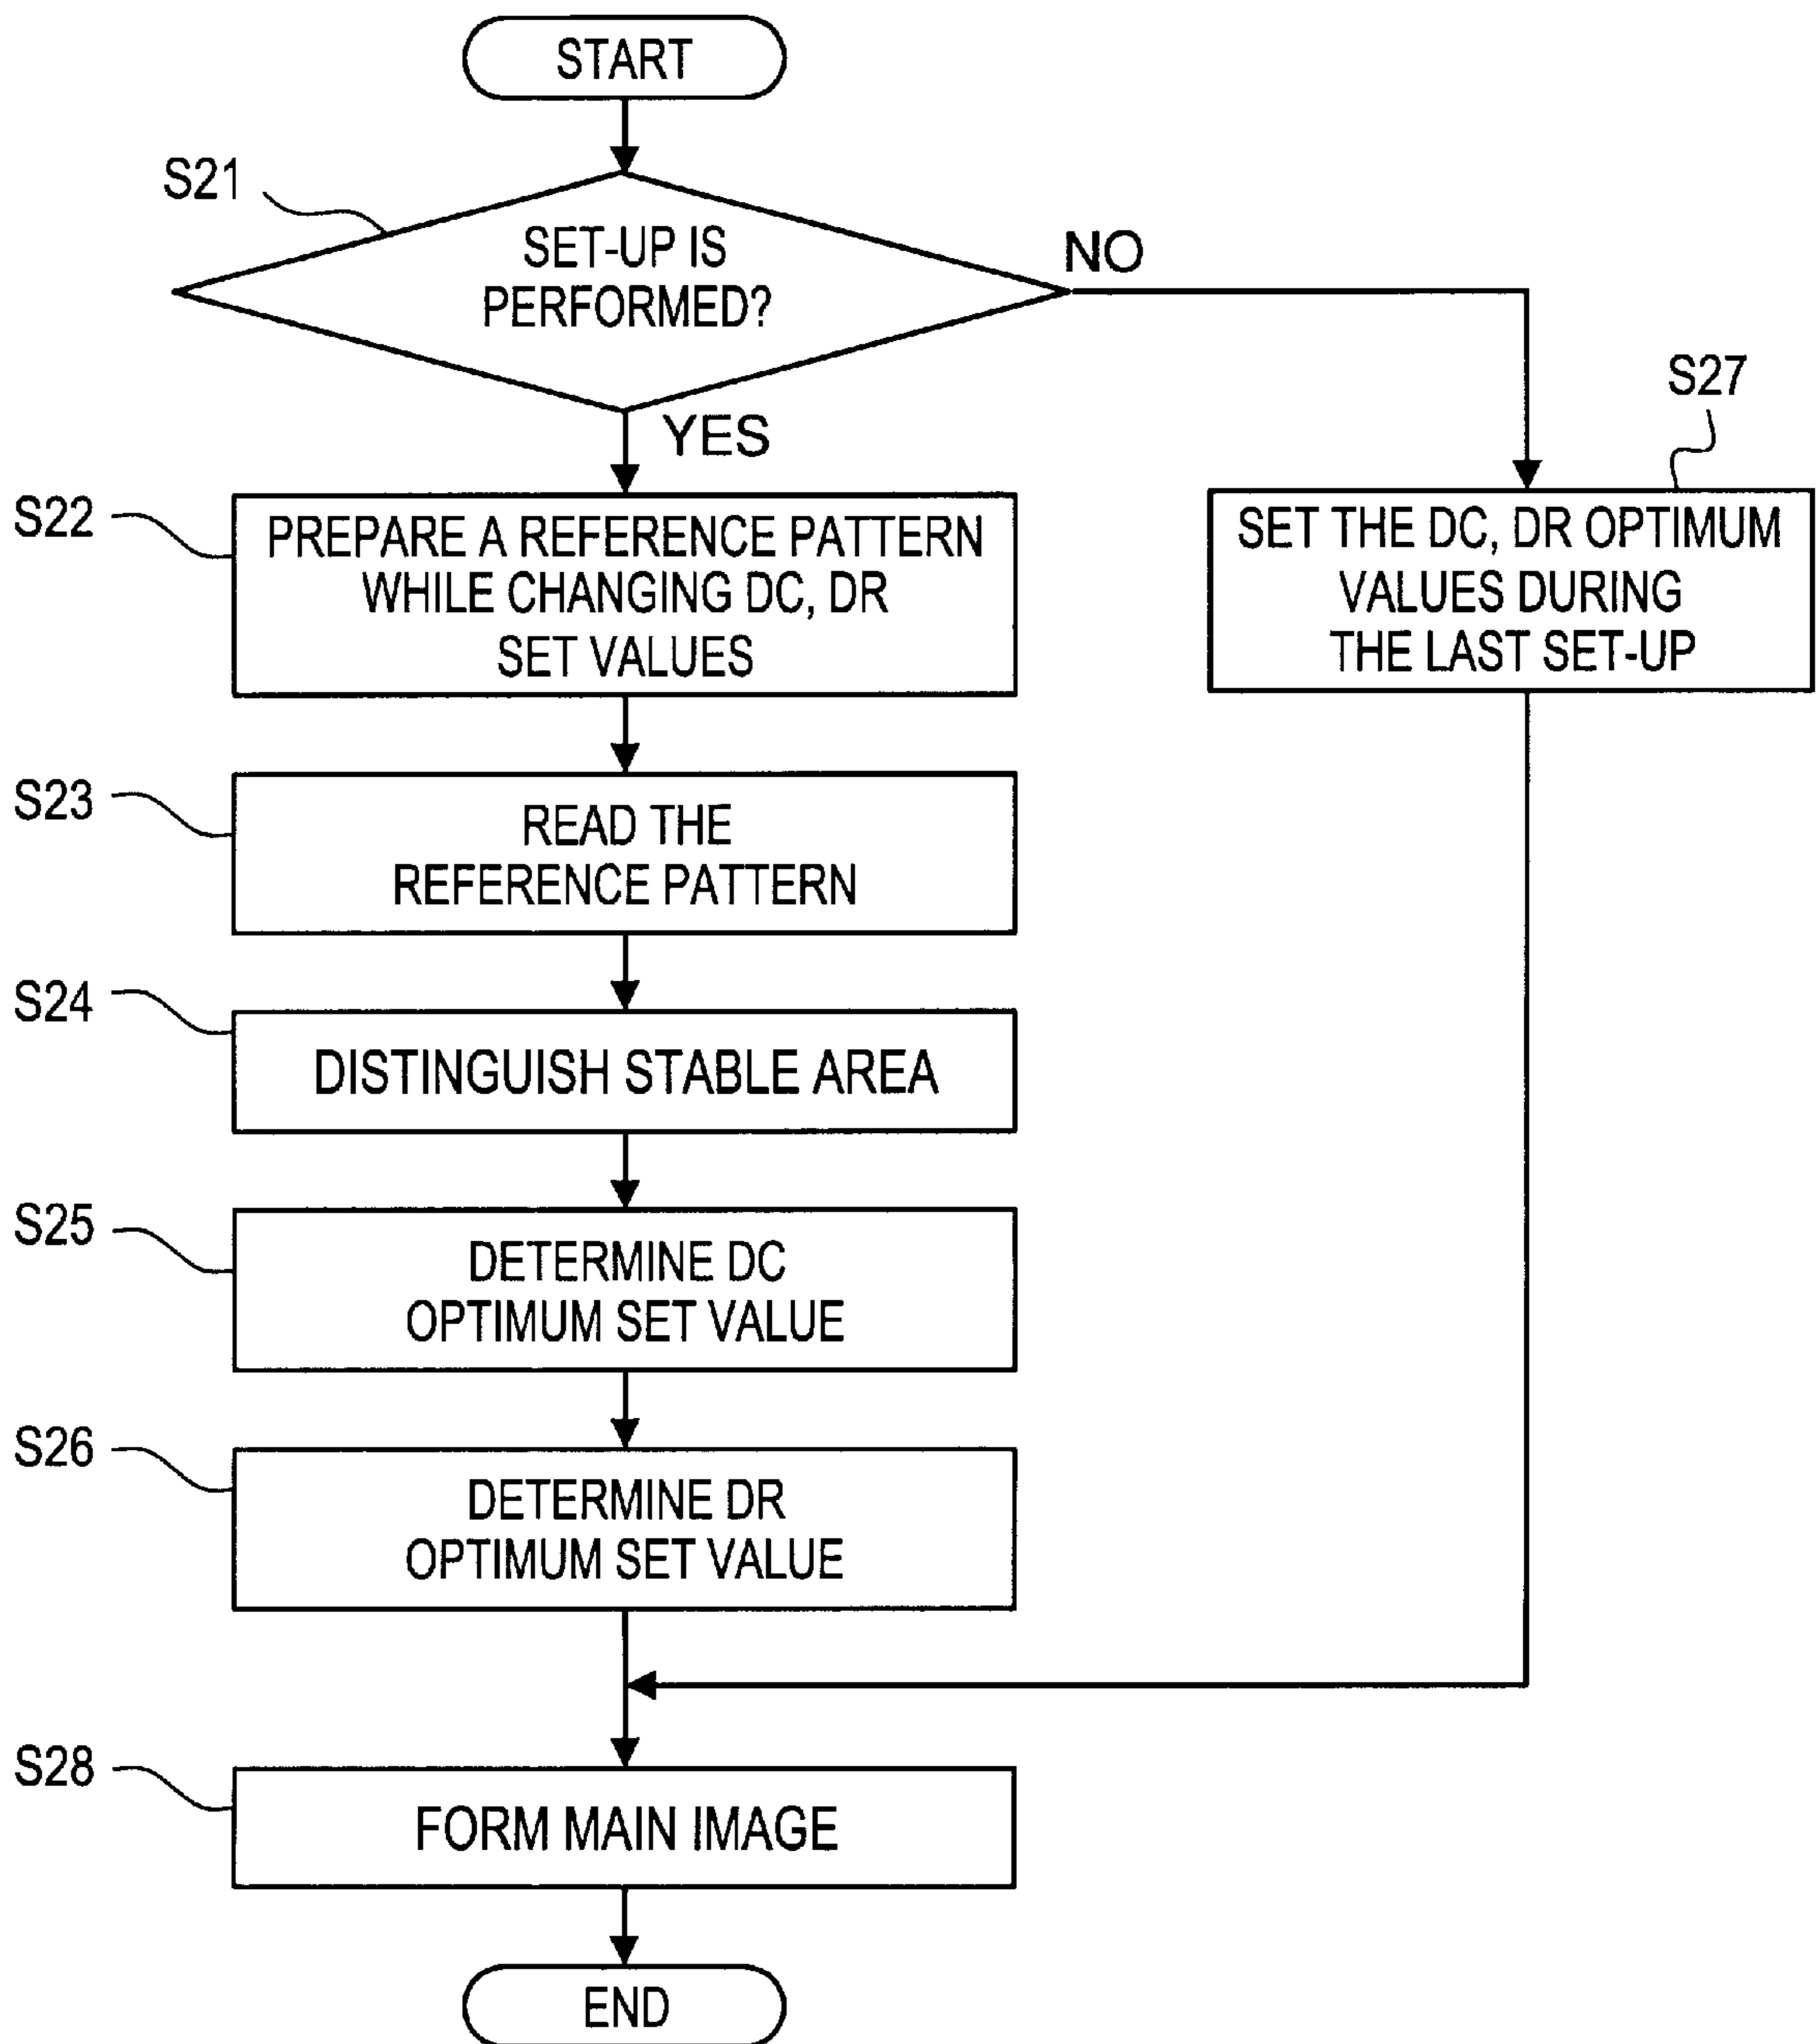 START
S21
SET-UP IS
PERFORMED?
NO
YES
S27
S22
PREPARE A REFERENCE PATTERN
WHILE CHANGING DC, DR
SET VALUES
SET THE DC, DR OPTIMUM
VALUES DURING
THE LAST SET-UP
S23
READ THE
REFERENCE PATTERN
S24
DISTINGUISH STABLE AREA
S25
DETERMINE DC
OPTIMUM SET VALUE
S26
DETERMINE DR
OPTIMUM SET VALUE
S28
FORM MAIN IMAGE
END